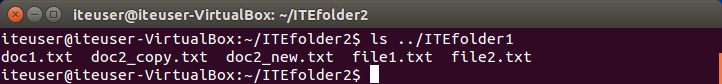 iteuser@iteuser-VirtualBox: ~/ITEfolder2
iteuser@iteuser-VirtualBox:~/ITEfolder2$ ls ../ITEfolder1
doc1.txt  doc2_copy.txt  doc2_new.txt  file1.txt  file2.txt
iteuser@iteuser-VirtualBox:~/ITEfolder2$